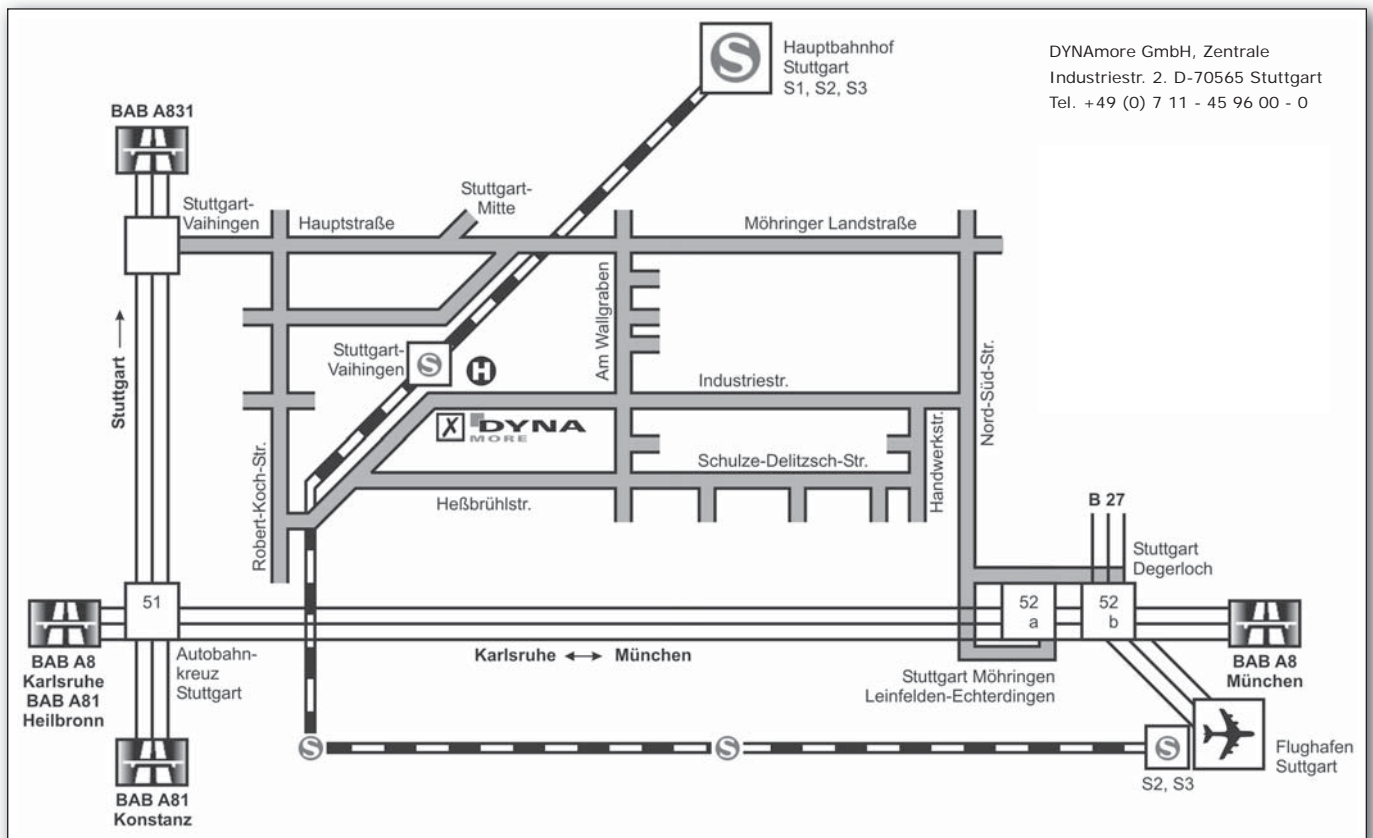 Hauptbahnhof
Stuttgart
S1, S2, S3
S
DYNAmore GmbH, Zentrale
Industriestr. 2. D-70565 Stuttgart
Tel. +49 (0) 7 11 - 45 96 00 - 0
BAB A831
Stuttgart-
Vaihingen
Hauptstraße
Stuttgart-
Mitte
Möhringer Landstraße
Stuttgart
Am Wallgraben
Nord-Süd-Str.
Stuttgart-
Vaihingen
S
H
Industriestr.
X DYNA
MORE
Robert-Koch-Str.
Schulze-Delitzsch-Str.
Handwerkstr.
Heßbrühlstr.
B 27
Stuttgart
Degerloch
51
52
a
52
b
BAB A8
Karlsruhe
BAB A81
Heilbronn
Autobahn-
kreuz
Stuttgart
Karlsruhe ↔ München
Stuttgart Möhringen
Leinfelden-Echterdingen
BAB A8
München
S
S
S
S2, S3
Flughafen
Suttgart
BAB A81
Konstanz